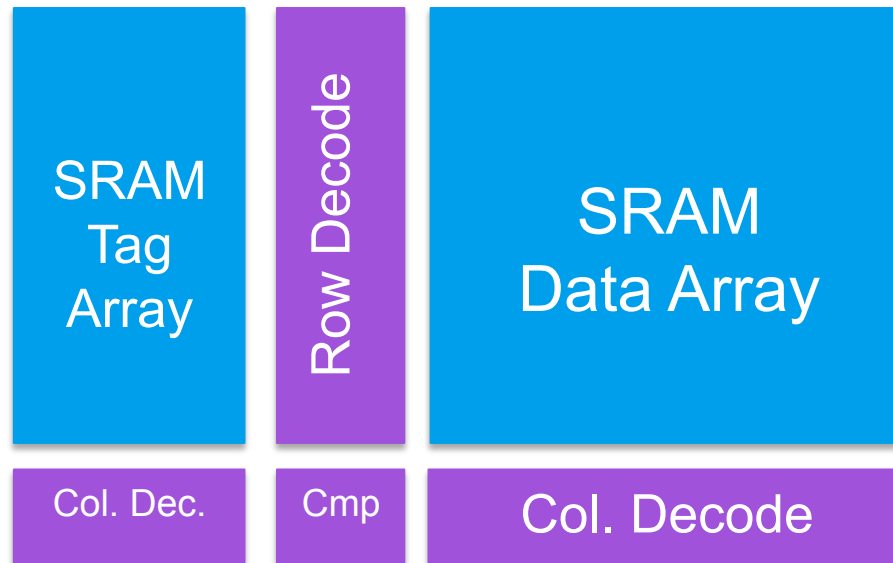 SRAM
Tag
Array
Row Decode
SRAM
Data Array
Col. Dec.
Cmp
Col. Decode